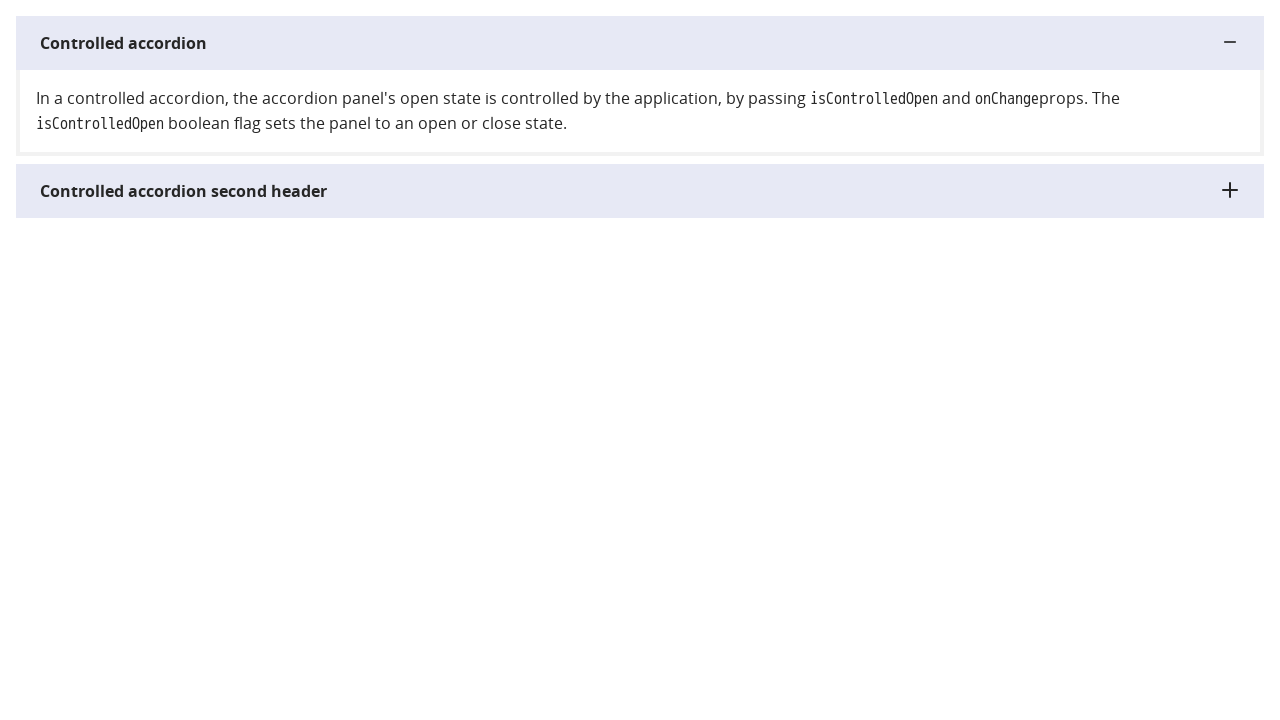 Controlled accordion
In a controlled accordion, the accordion panel's open state is controlled by the application, by passing isControlledOpen and onChangeprops. The
isControlledOpen boolean flag sets the panel to an open or close state.
Controlled accordion second header